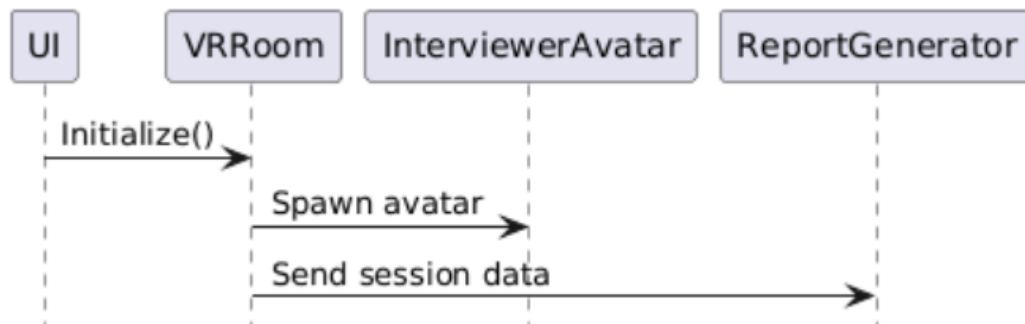 UI
VRRoom
InterviewerAvatar
ReportGenerator
Initialize()
Spawn avatar
Send session data